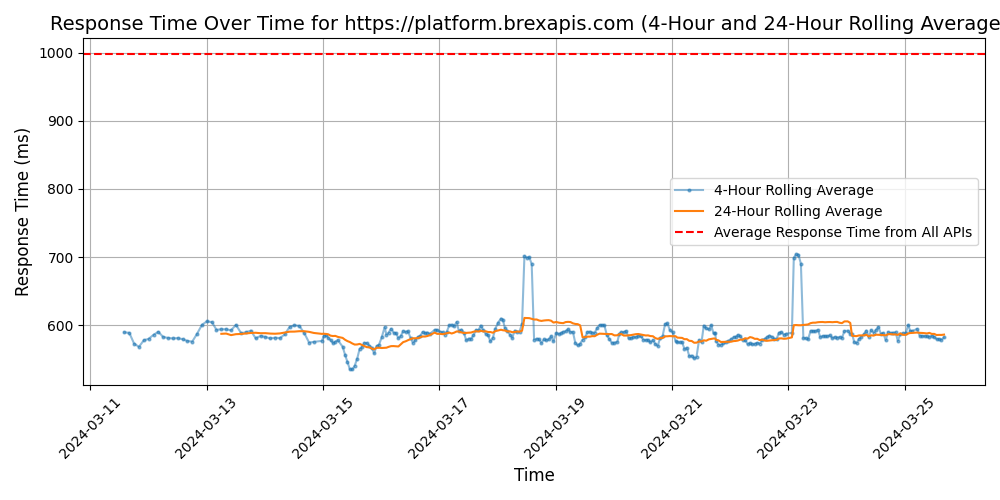 Response Time Over Time for https://platform.brexapis.com (4-Hour and 24-Hour Rolling Average
Response Time (ms)
1000
900
800
700
600
4-Hour Rolling Average
24-Hour Rolling Average
Average Response Time from All APIs
2024-03-11
2024-03-13
2024-03-15
2024-03-17
2024-03-19
2024-03-21
2024-03-23
2024-03-25
Time